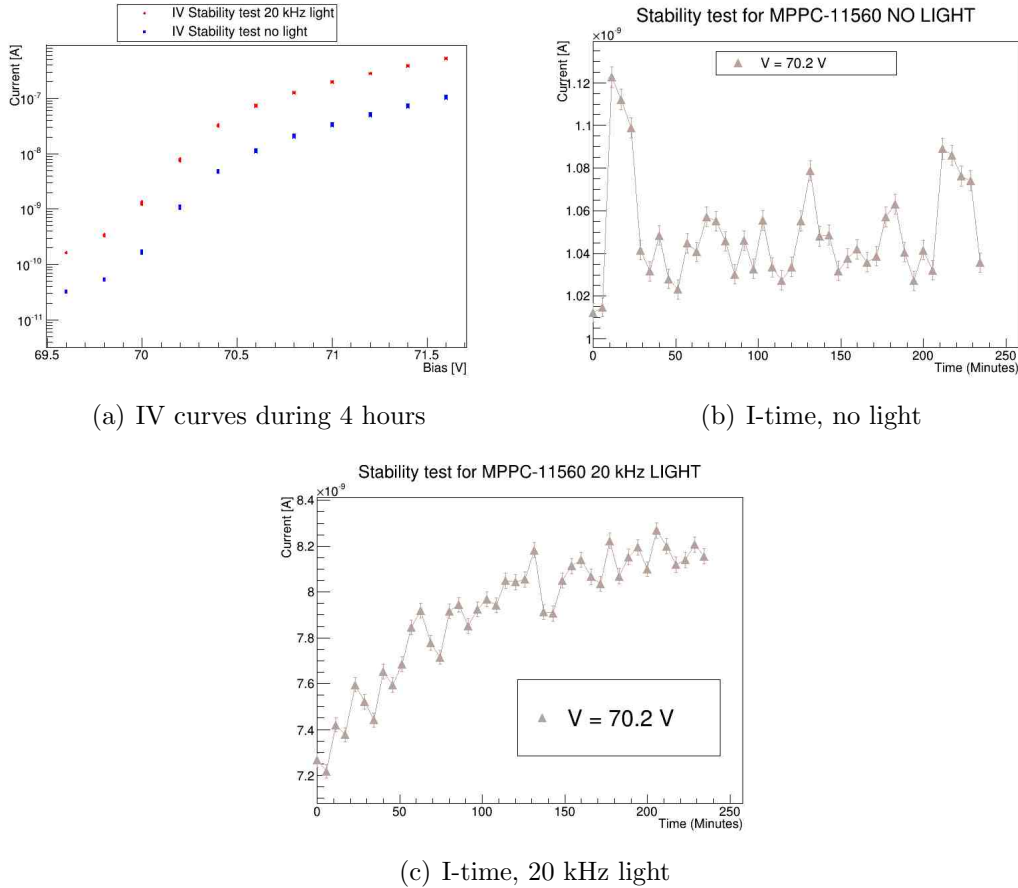 IV Stability test 20 kHz light
IV Stability test no light
Current [A]
10⁻⁷
10⁻⁸
10⁻⁹
10⁻¹⁰
10⁻¹¹
69.5 70 70.5 71 71.5
Bias [V]
(a) IV curves during 4 hours
Stability test for MPPC-11560 NO LIGHT
×10⁻⁹
Current [A]
V = 70.2 V
1.12
1.1
1.08
1.06
1.04
1.02
1
0 50 100 150 200 250
Time (Minutes)
(b) I-time, no light
Stability test for MPPC-11560 20 kHz LIGHT
×10⁻⁹
Current [A]
8.4
8.2
8
7.8
7.6
7.4
7.2
V = 70.2 V
0 50 100 150 200 250
Time (Minutes)
(c) I-time, 20 kHz light